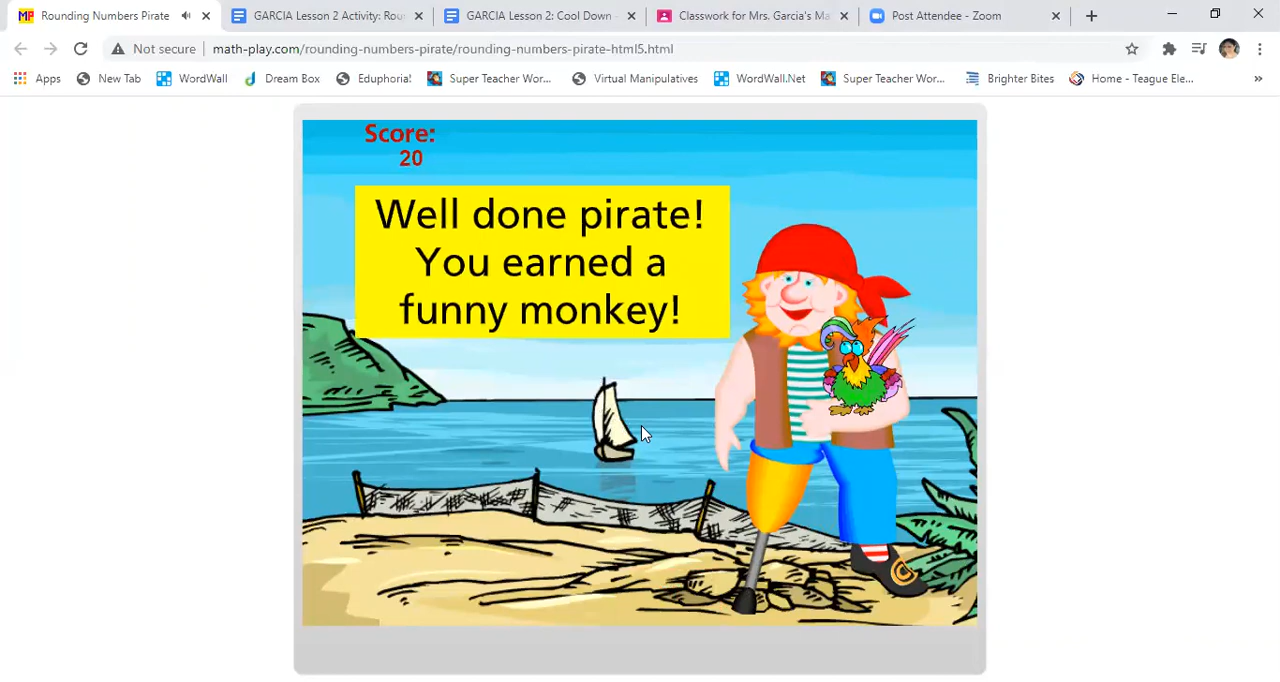 Rounding Numbers Pirate
GARCIA Lesson 2 Activity: Rou
GARCIA Lesson 2: Cool Down -
Classwork for Mrs. Garcia's Ma
Post Attendee - Zoom
Not secure
math-play.com/rounding-numbers-pirate/rounding-numbers-pirate-html5.html
Apps
New Tab
WordWall
Dream Box
Eduphoria!
Super Teacher Wor...
Virtual Manipulatives
WordWall.Net
Super Teacher Wor...
Brighter Bites
Home - Teague Ele...
Score:
20
Well done pirate!
You earned a
funny monkey!